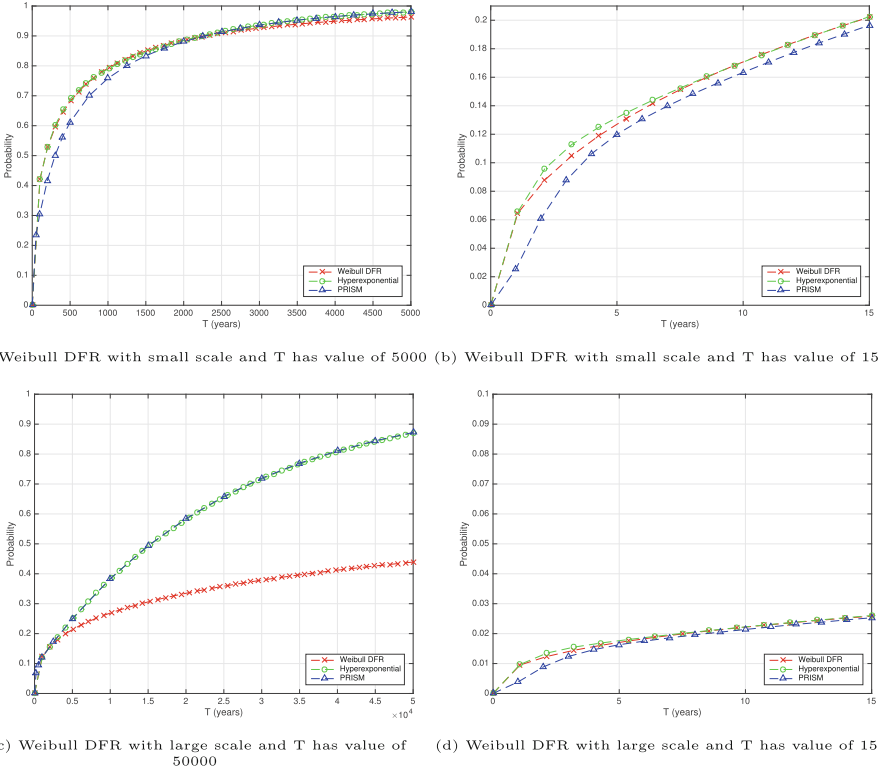 1
0.9
0.8
0.7
0.6
0.5
0.4
0.3
0.2
0.1
0
Probability
0 500 1000 1500 2000 2500 3000 3500 4000 4500 5000
T (years)
Weibull DFR
Hyperexponential
PRISM
0.2
0.18
0.16
0.14
0.12
0.1
0.08
0.06
0.04
0.02
0
Probability
0 5 10 15
T (years)
Weibull DFR
Hyperexponential
PRISM
Weibull DFR with small scale and T has value of 5000
(b) Weibull DFR with small scale and T has value of 15
1
0.9
0.8
0.7
0.6
0.5
0.4
0.3
0.2
0.1
0
Probability
0 0.5 1 1.5 2 2.5 3 3.5 4 4.5 5
T (years)
×10⁴
Weibull DFR
Hyperexponential
PRISM
0.1
0.09
0.08
0.07
0.06
0.05
0.04
0.03
0.02
0.01
0
Probability
0 5 10 15
T (years)
Weibull DFR
Hyperexponential
PRISM
c) Weibull DFR with large scale and T has value of
50000
(d) Weibull DFR with large scale and T has value of 15